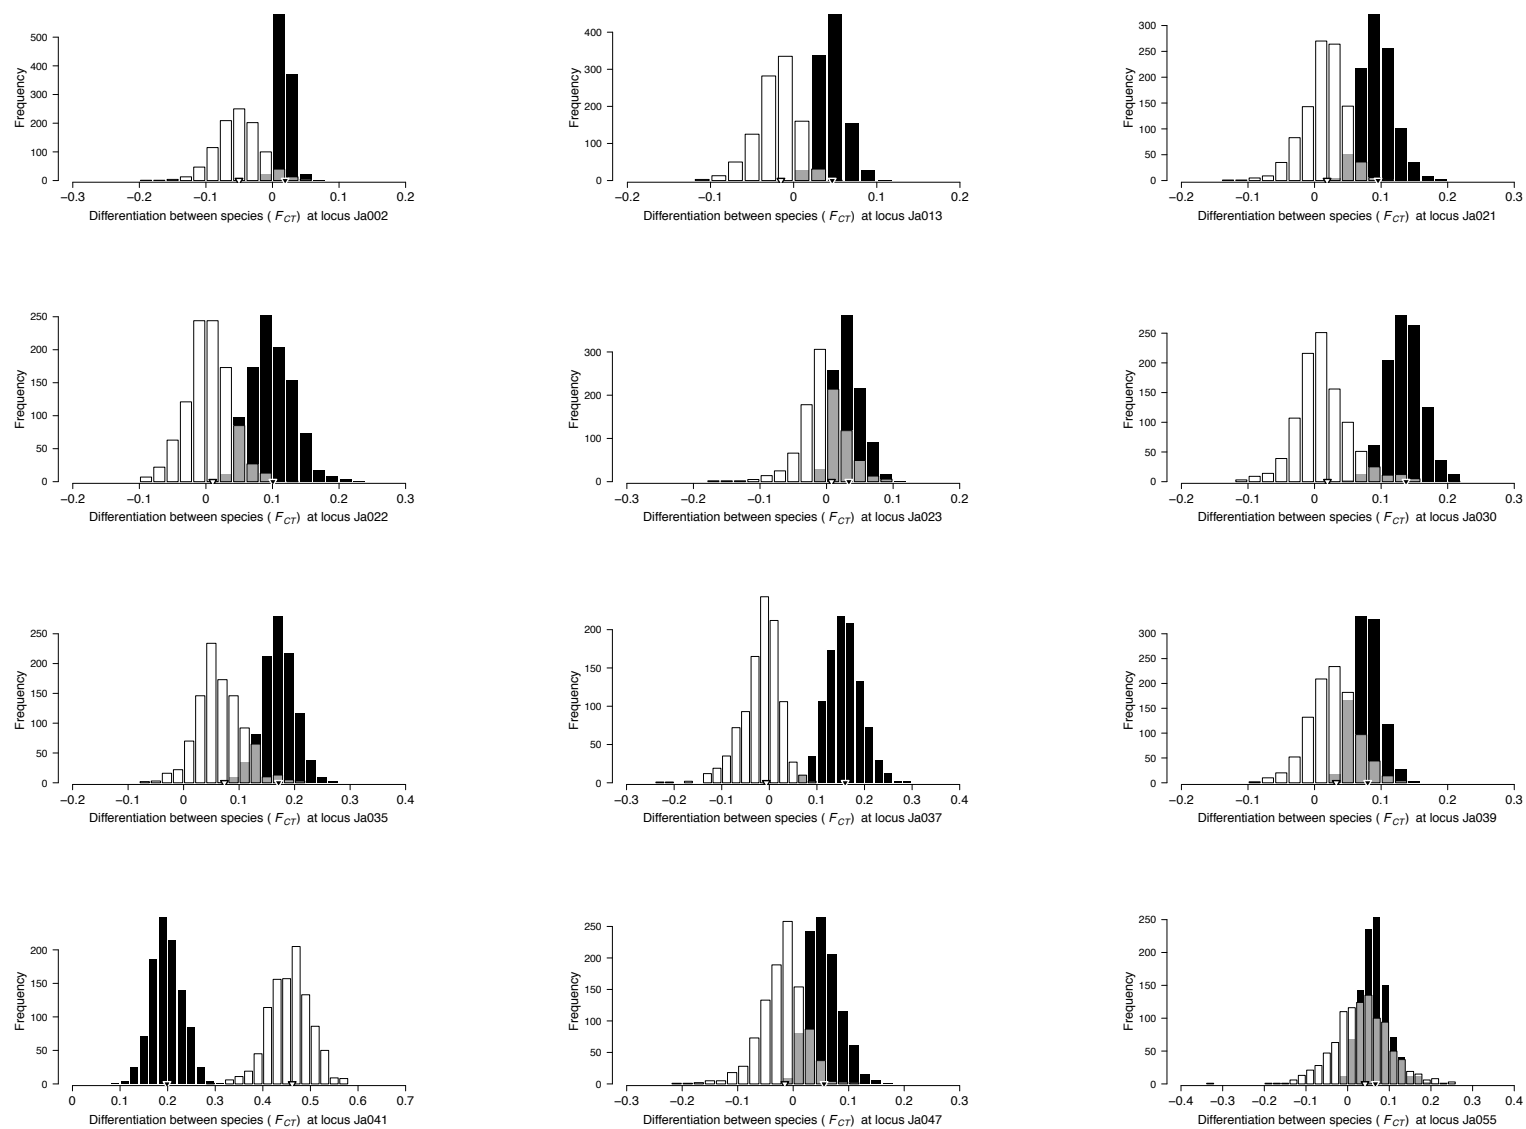 500
400
300
200
100
0
Frequency
−0.3 −0.2 −0.1 0 0.1 0.2
Differentiation between species ( F_CT) at locus Ja002
400
300
200
100
0
Frequency
−0.2 −0.1 0 0.1 0.2
Differentiation between species ( F_CT) at locus Ja013
300
250
200
150
100
50
0
Frequency
−0.2 −0.1 0 0.1 0.2 0.3
Differentiation between species ( F_CT) at locus Ja021
250
200
150
100
50
0
Frequency
−0.2 −0.1 0 0.1 0.2 0.3
Differentiation between species ( F_CT) at locus Ja022
300
200
100
0
Frequency
−0.3 −0.2 −0.1 0 0.1 0.2
Differentiation between species ( F_CT) at locus Ja023
250
200
150
100
50
0
Frequency
−0.2 −0.1 0 0.1 0.2 0.3
Differentiation between species ( F_CT) at locus Ja030
250
200
150
100
50
0
Frequency
−0.2 −0.1 0 0.1 0.2 0.3 0.4
Differentiation between species ( F_CT) at locus Ja035
200
150
100
50
0
Frequency
−0.3 −0.2 −0.1 0 0.1 0.2 0.3 0.4
Differentiation between species ( F_CT) at locus Ja037
300
250
200
150
100
50
0
Frequency
−0.2 −0.1 0 0.1 0.2 0.3
Differentiation between species ( F_CT) at locus Ja039
200
150
100
50
0
Frequency
0 0.1 0.2 0.3 0.4 0.5 0.6 0.7
Differentiation between species ( F_CT) at locus Ja041
250
200
150
100
50
0
Frequency
−0.3 −0.2 −0.1 0 0.1 0.2 0.3
Differentiation between species ( F_CT) at locus Ja047
250
200
150
100
50
0
Frequency
−0.4 −0.3 −0.2 −0.1 0 0.1 0.2 0.3 0.4
Differentiation between species ( F_CT) at locus Ja055